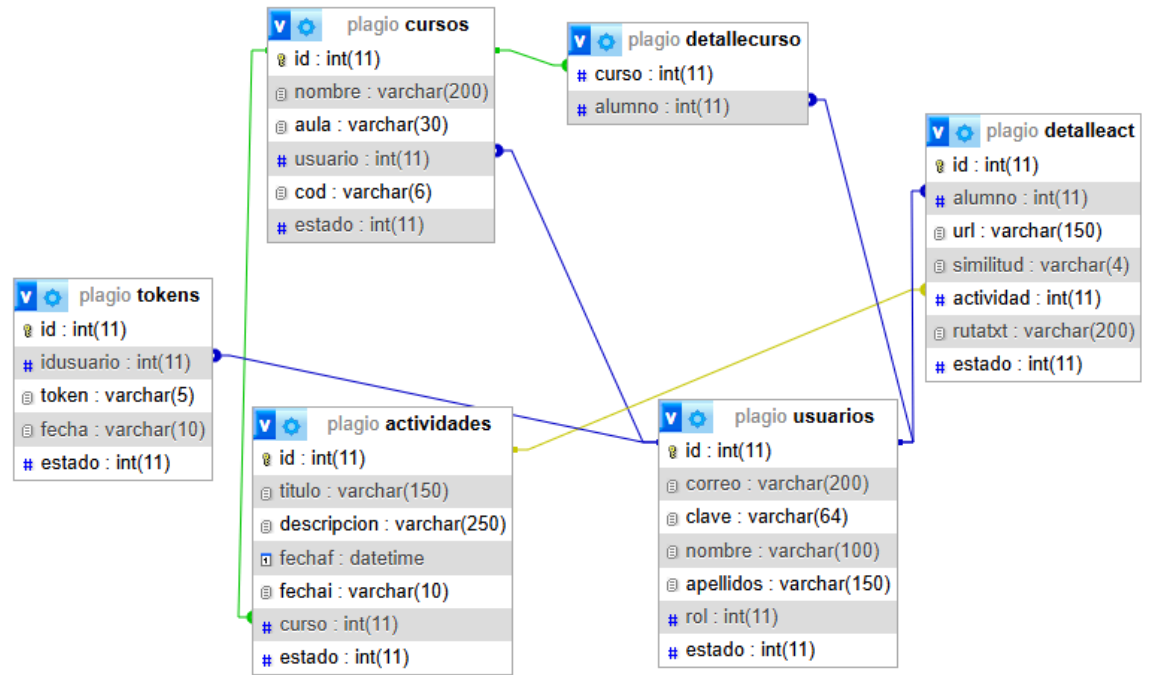 plagio cursos
id : int(11)
nombre : varchar(200)
aula : varchar(30)
usuario : int(11)
cod : varchar(6)
estado : int(11)
plagio detallecurso
curso : int(11)
alumno : int(11)
plagio detalleact
id : int(11)
alumno : int(11)
url : varchar(150)
similitud : varchar(4)
actividad : int(11)
rutatxt : varchar(200)
estado : int(11)
plagio tokens
id : int(11)
idusuario : int(11)
token : varchar(5)
fecha : varchar(10)
estado : int(11)
plagio actividades
id : int(11)
titulo : varchar(150)
descripcion : varchar(250)
fechaf : datetime
fechai : varchar(10)
curso : int(11)
estado : int(11)
plagio usuarios
id : int(11)
correo : varchar(200)
clave : varchar(64)
nombre : varchar(100)
apellidos : varchar(150)
rol : int(11)
estado : int(11)